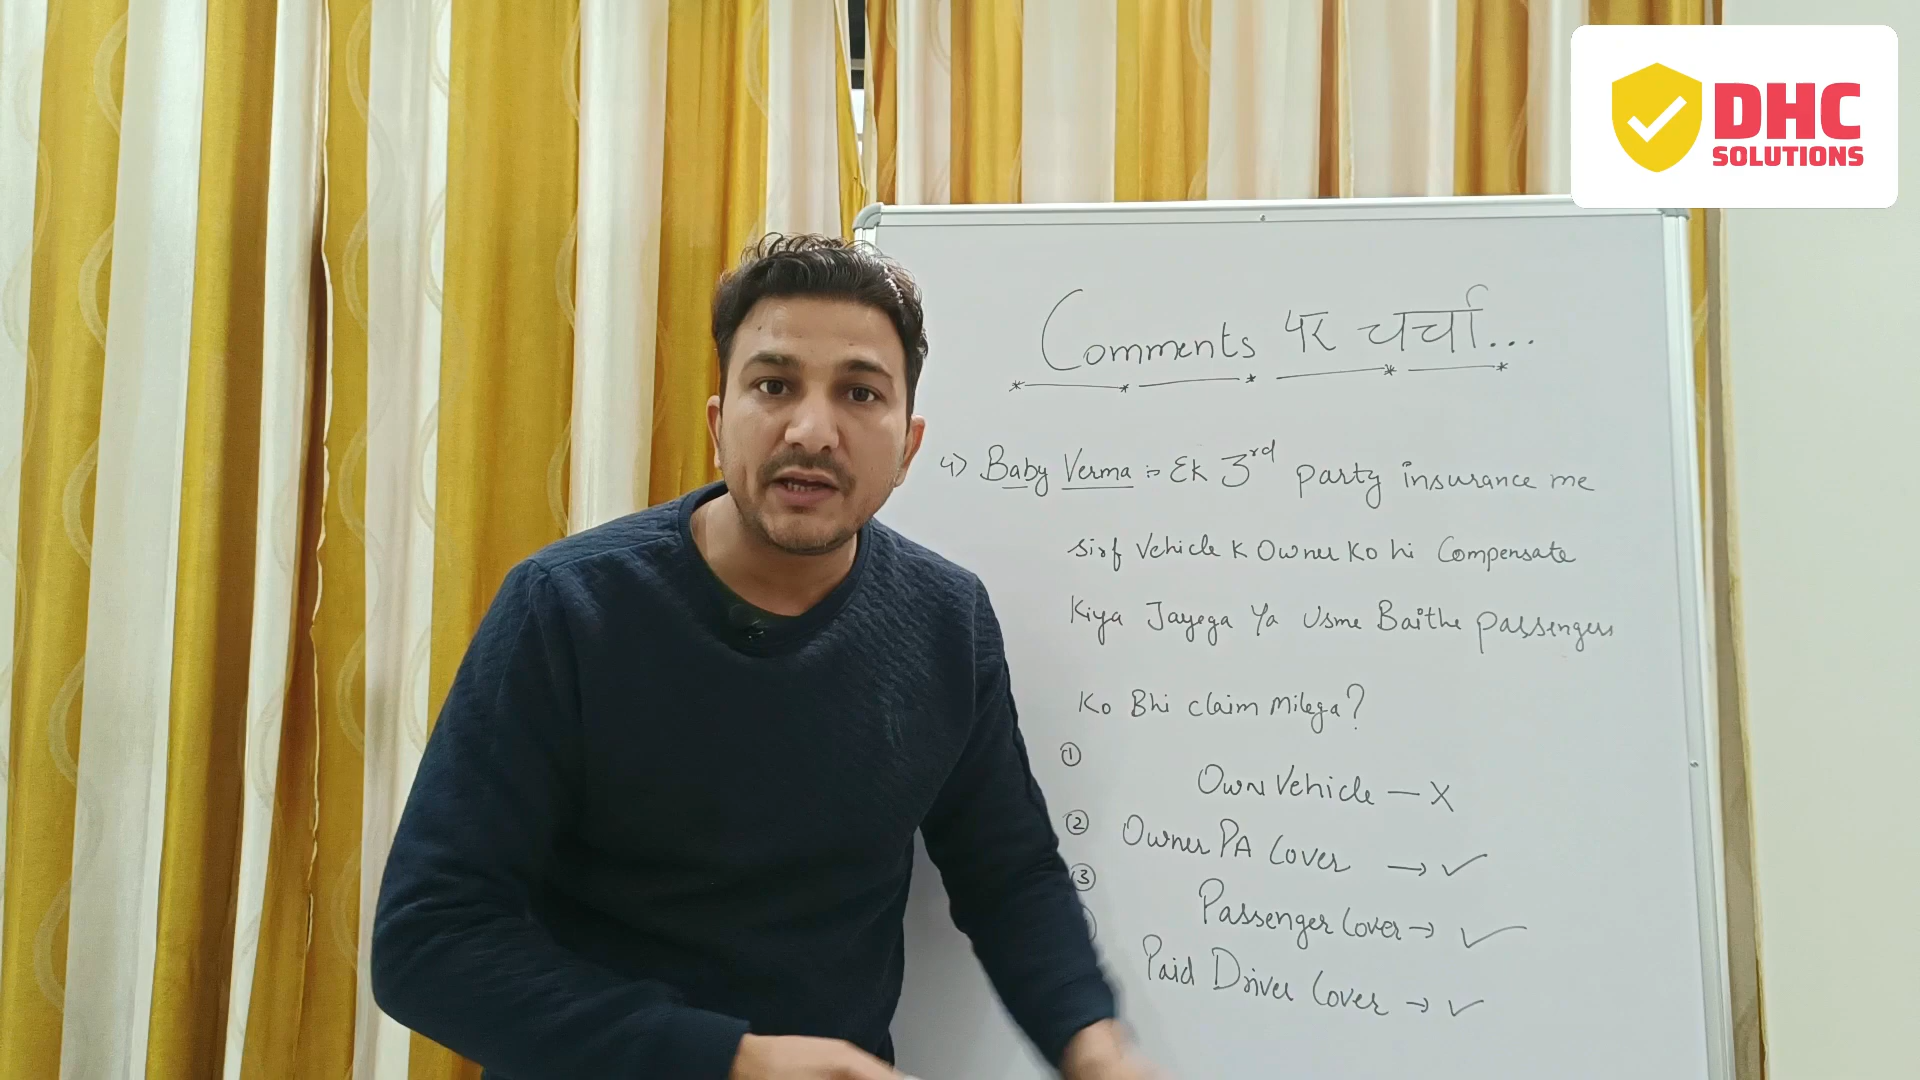 DHC
SOLUTIONS
Comments पर चर्चा...
4) Baby Verma :- Ek 3rd party insurance me
sirf Vehicle K Owner Ko hi Compensate
Kiya Jayega Ya Usme Baithe passengers
Ko Bhi claim Milega?
① Own Vehicle — X
② Owner PA Cover → ✓
③ Passenger Cover → ✓
Paid Driver Cover → ✓